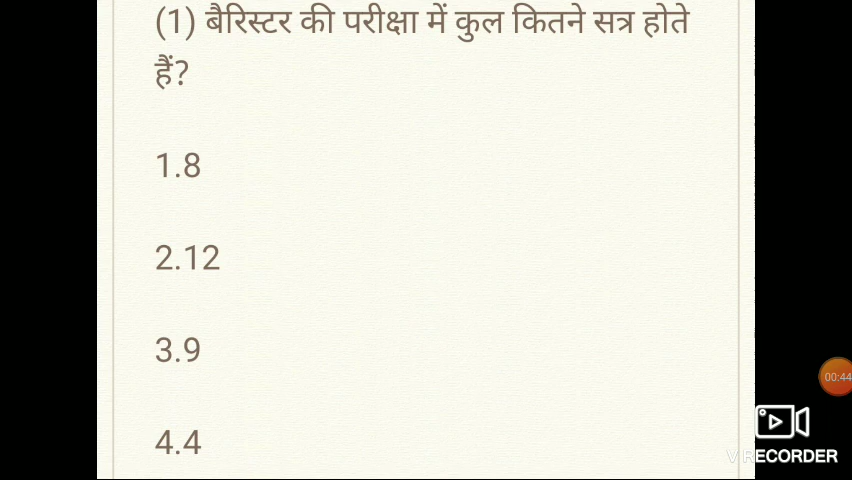 (1) बैरिस्टर की परीक्षा में कुल कितने सत्र होते
हैं?
1.8
2.12
3.9
4.4
00:44
V RECORDER